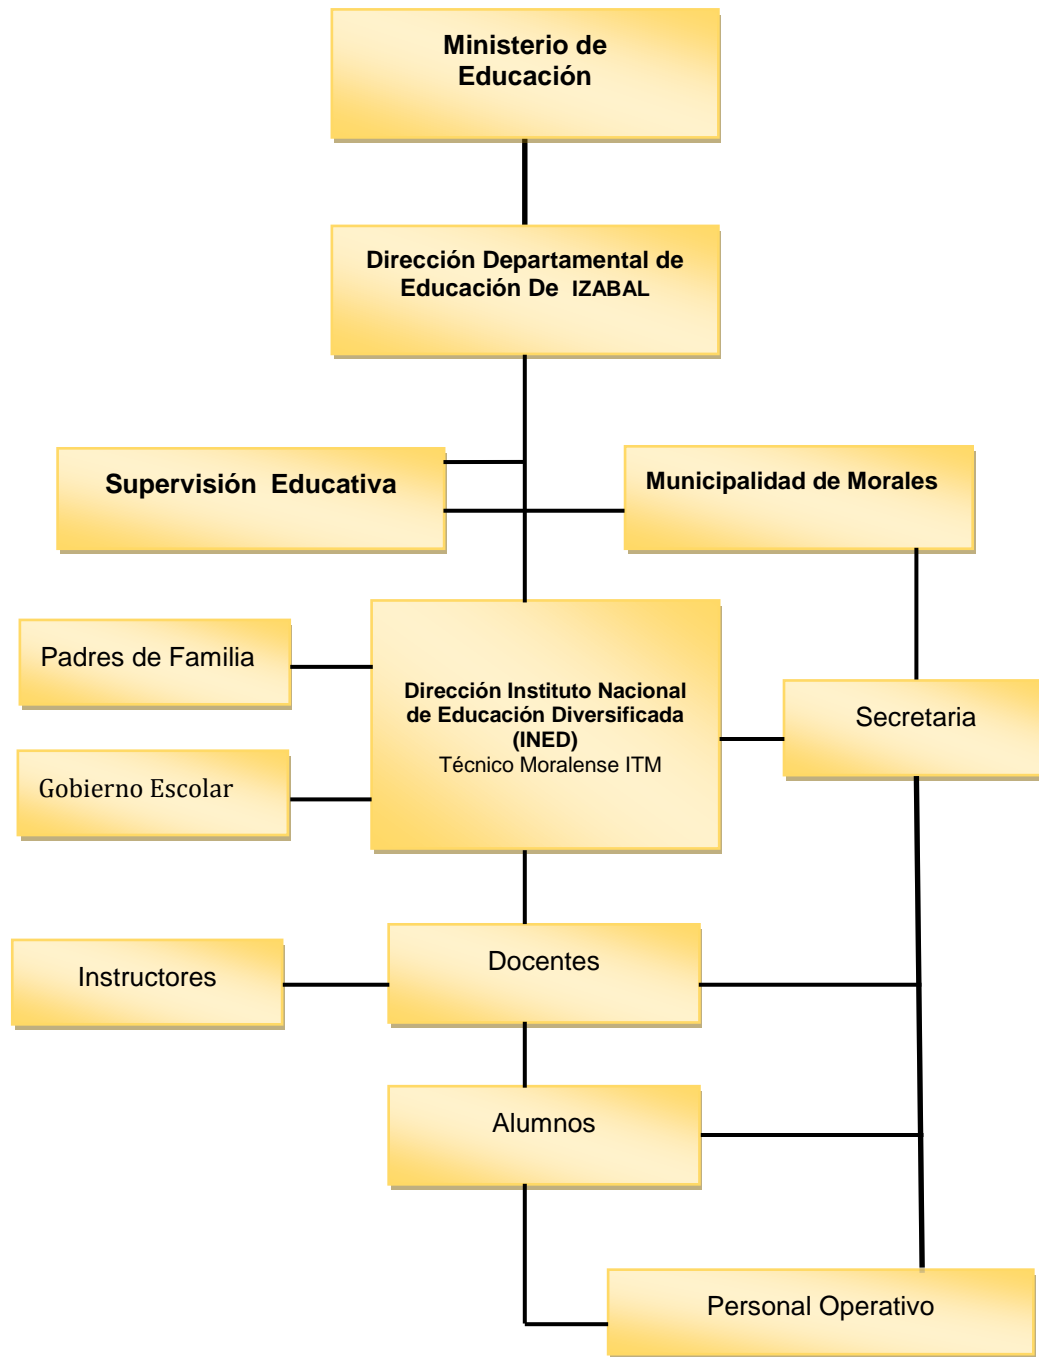 Ministerio de
Educación
Dirección Departamental de
Educación De IZABAL
Supervisión Educativa
Municipalidad de Morales
Padres de Familia
Dirección Instituto Nacional
de Educación Diversificada
(INED)
Técnico Moralense ITM
Secretaria
Gobierno Escolar
Instructores
Docentes
Alumnos
Personal Operativo